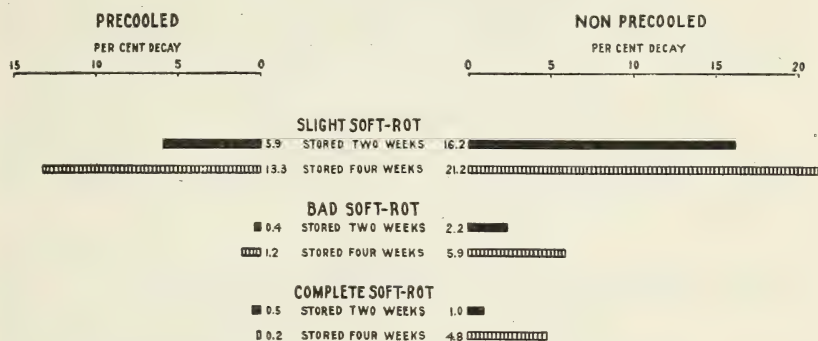 PRECOOLED
PER CENT DECAY
15 10 5 0
NON PRECOOLED
PER CENT DECAY
0 5 10 15 20
SLIGHT SOFT-ROT
5.9 STORED TWO WEEKS 16.2
13.3 STORED FOUR WEEKS 21.2
BAD SOFT-ROT
0.4 STORED TWO WEEKS 2.2
1.2 STORED FOUR WEEKS 5.9
COMPLETE SOFT-ROT
0.5 STORED TWO WEEKS 1.0
0.2 STORED FOUR WEEKS 4.8